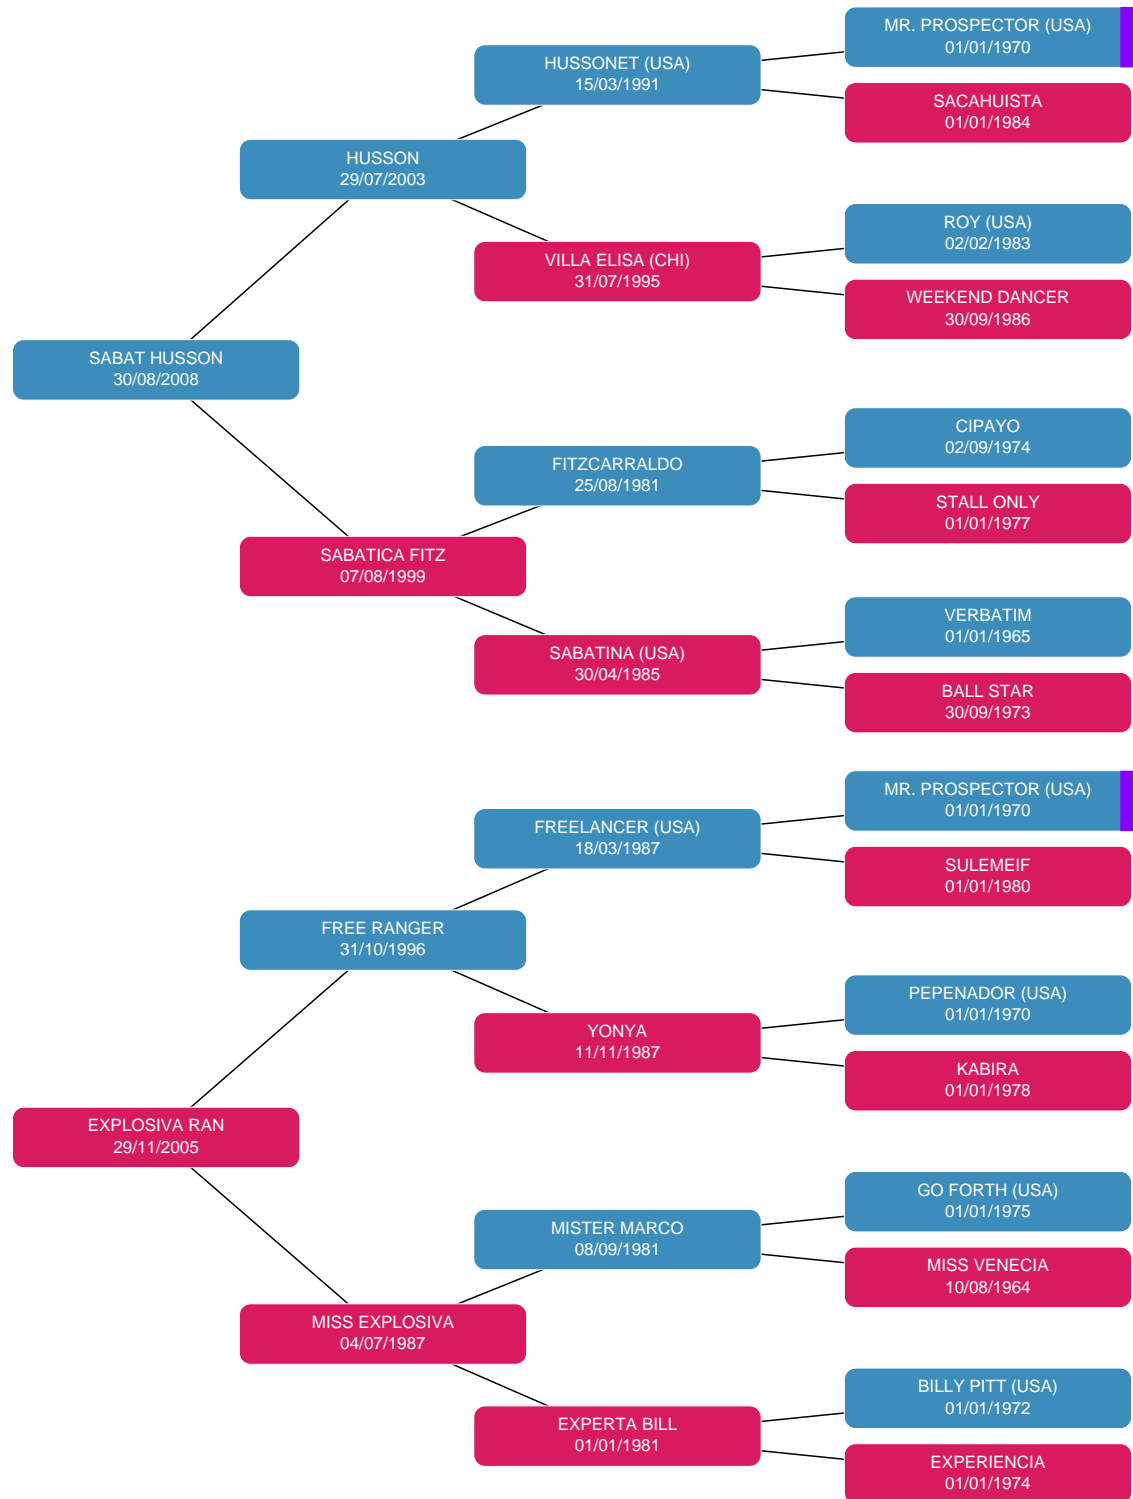 MR. PROSPECTOR (USA)
01/01/1970
HUSSONET (USA)
15/03/1991
SACAHUISTA
01/01/1984
HUSSON
29/07/2003
ROY (USA)
02/02/1983
VILLA ELISA (CHI)
31/07/1995
WEEKEND DANCER
30/09/1986
SABAT HUSSON
30/08/2008
CIPAYO
02/09/1974
FITZCARRALDO
25/08/1981
STALL ONLY
01/01/1977
SABATICA FITZ
07/08/1999
VERBATIM
01/01/1965
SABATINA (USA)
30/04/1985
BALL STAR
30/09/1973
MR. PROSPECTOR (USA)
01/01/1970
FREELANCER (USA)
18/03/1987
SULEMEIF
01/01/1980
FREE RANGER
31/10/1996
PEPENADOR (USA)
01/01/1970
YONYA
11/11/1987
KABIRA
01/01/1978
EXPLOSIVA RAN
29/11/2005
GO FORTH (USA)
01/01/1975
MISTER MARCO
08/09/1981
MISS VENECIA
10/08/1964
MISS EXPLOSIVA
04/07/1987
BILLY PITT (USA)
01/01/1972
EXPERTA BILL
01/01/1981
EXPERIENCIA
01/01/1974